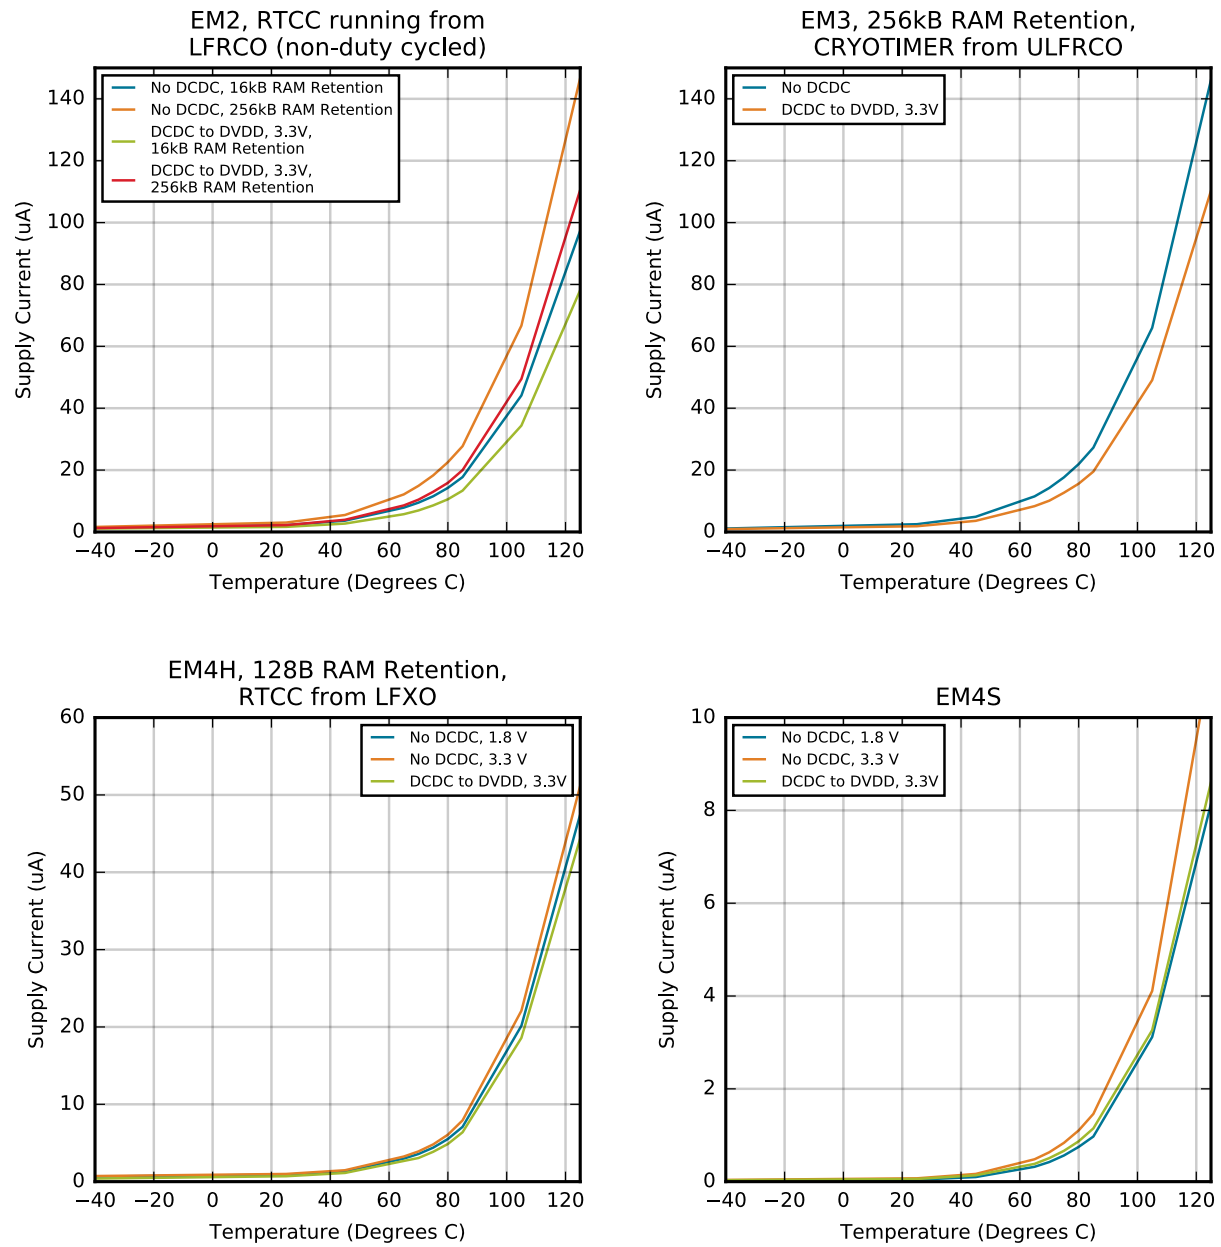 EM2, RTCC running from
LFRCO (non-duty cycled)
No DCDC, 16kB RAM Retention
No DCDC, 256kB RAM Retention
DCDC to DVDD, 3.3V,
16kB RAM Retention
DCDC to DVDD, 3.3V,
256kB RAM Retention
140
120
100
80
60
40
20
0
Supply Current (uA)
−40 −20 0 20 40 60 80 100 120
Temperature (Degrees C)
EM3, 256kB RAM Retention,
CRYOTIMER from ULFRCO
No DCDC
DCDC to DVDD, 3.3V
140
120
100
80
60
40
20
0
Supply Current (uA)
−40 −20 0 20 40 60 80 100 120
Temperature (Degrees C)
EM4H, 128B RAM Retention,
RTCC from LFXO
No DCDC, 1.8 V
No DCDC, 3.3 V
DCDC to DVDD, 3.3V
60
50
40
30
20
10
0
Supply Current (uA)
−40 −20 0 20 40 60 80 100 120
Temperature (Degrees C)
EM4S
No DCDC, 1.8 V
No DCDC, 3.3 V
DCDC to DVDD, 3.3V
10
8
6
4
2
0
Supply Current (uA)
−40 −20 0 20 40 60 80 100 120
Temperature (Degrees C)